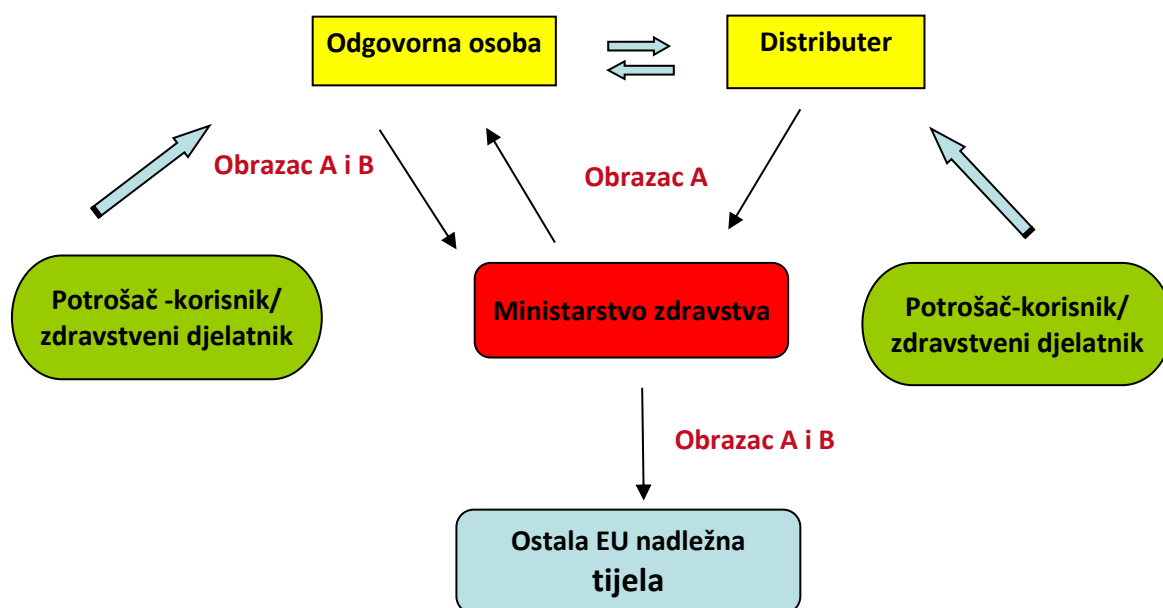 Odgovorna osoba
Distributer
Obrazac A i B
Obrazac A
Potrošač -korisnik/
zdravstveni djelatnik
Ministarstvo zdravstva
Potrošač-korisnik/
zdravstveni djelatnik
Obrazac A i B
Ostala EU nadležna
tijela